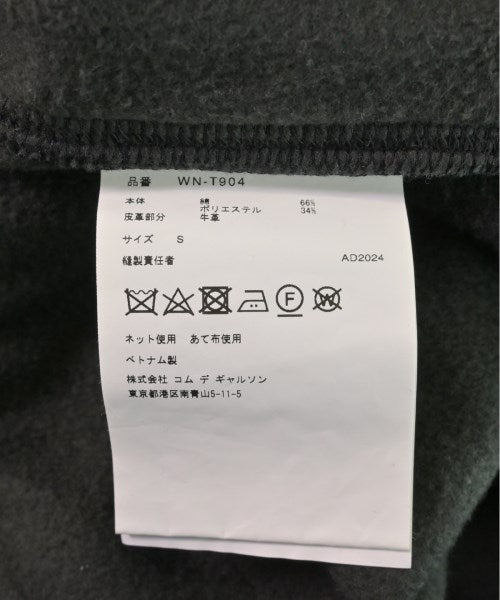 品番 WN-T904
本体 綿 66%
ポリエステル 34%
皮革部分 牛革
サイズ S
縫製責任者 AD2024
F W
ネット使用 あて布使用
ベトナム製
株式会社 コム デ ギャルソン
東京都港区南青山5-11-5